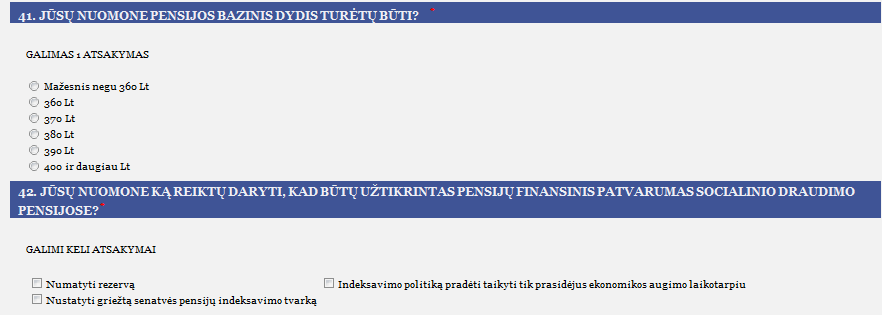 41. JŪSŲ NUOMONE PENSIJOS BAZINIS DYDIS TURĖTŲ BŪTI? *
GALIMAS 1 ATSAKYMAS
Mažesnis negu 360 Lt
360 Lt
370 Lt
380 Lt
390 Lt
400 ir daugiau Lt
42. JŪSŲ NUOMONE KĄ REIKTŲ DARYTI, KAD BŪTŲ UŽTIKRINTAS PENSIJŲ FINANSINIS PATVARUMAS SOCIALINIO DRAUDIMO
PENSIJOSE?*
GALIMI KELI ATSAKYMAI
Numatyti rezervą
Indeksavimo politiką pradėti taikyti tik prasidėjus ekonomikos augimo laikotarpiu
Nustatyti griežtą senatvės pensijų indeksavimo tvarką